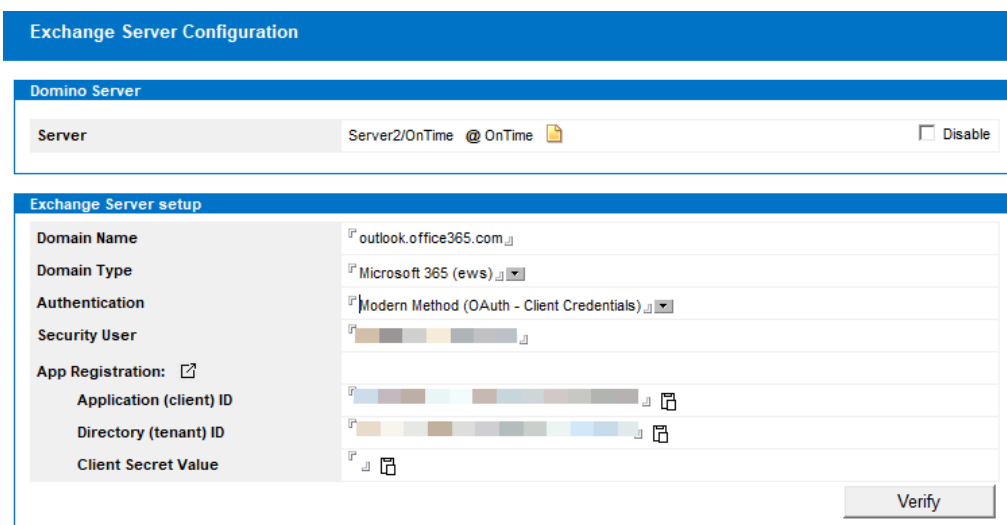 Exchange Server Configuration
Domino Server
Server Server2/OnTime @ OnTime Disable
Exchange Server setup
Domain Name outlook.office365.com
Domain Type Microsoft 365 (ews)
Authentication Modern Method (OAuth - Client Credentials)
Security User
App Registration:
Application (client) ID
Directory (tenant) ID
Client Secret Value
Verify